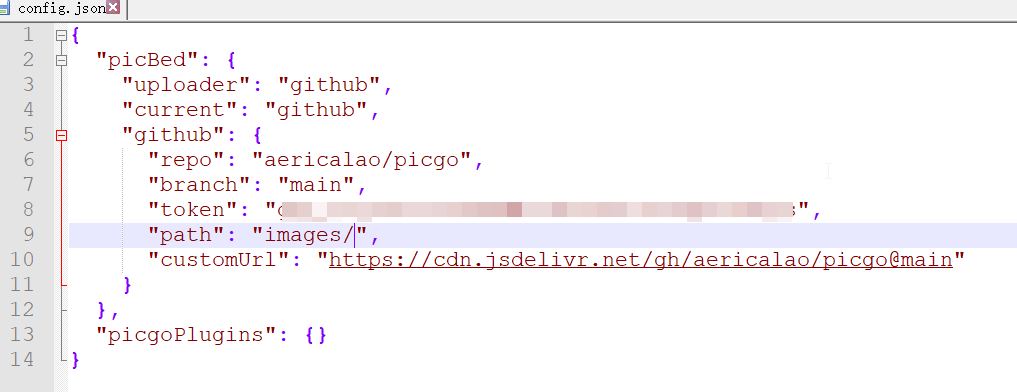 config.json
1 {
2 "picBed": {
3 "uploader": "github",
4 "current": "github",
5 "github": {
6 "repo": "aericalao/picgo",
7 "branch": "main",
8 "token": "
9 "path": "images/",
10 "customUrl": "https://cdn.jsdelivr.net/gh/aericalao/picgo@main"
11 }
12 },
13 "picgoPlugins": {}
14 }